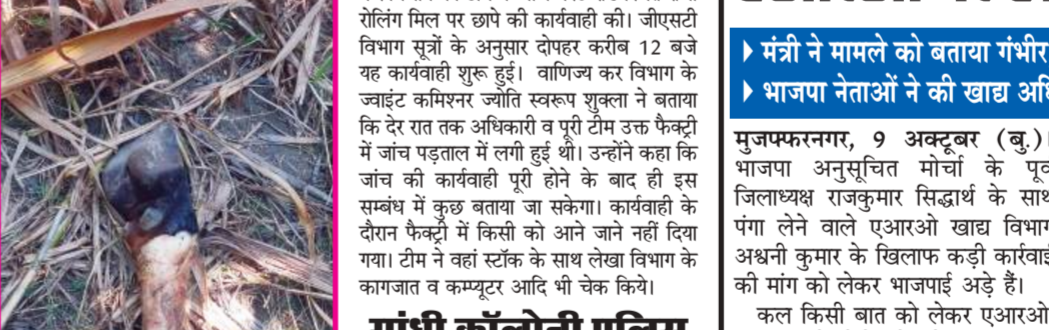 रोलिंग मिल पर छापे की कार्यवाही की। जीएसटी
विभाग सूत्रों के अनुसार दोपहर करीब 12 बजे
यह कार्यवाही शुरू हुई। वाणिज्य कर विभाग के
ज्वाइंट कमिश्नर ज्योति स्वरूप शुक्ला ने बताया
कि देर रात तक अधिकारी व पूरी टीम उक्त फैक्ट्री
में जांच पड़ताल में लगी हुई थी। उन्होंने कहा कि
जांच की कार्यवाही पूरी होने के बाद ही इस
सम्बंध में कुछ बताया जा सकेगा। कार्यवाही के
दौरान फैक्ट्री में किसी को आने जाने नहीं दिया
गया। टीम ने वहां स्टॉक के साथ लेखा विभाग के
कागजात व कम्प्यूटर आदि भी चेक किये।
मंत्री ने मामले को बताया गंभीर
भाजपा नेताओं ने की खाद्य
मुजफ्फरनगर, 9 अक्टूबर (बु.)।
भाजपा अनुसूचित मोर्चा के पूर्व
जिलाध्यक्ष राजकुमार सिद्धार्थ के साथ
पंगा लेने वाले एआरओ खाद्य विभाग
अश्वनी कुमार के खिलाफ कड़ी कार्रवाई
की मांग को लेकर भाजपाई अड़े हैं।
कल किसी बात को लेकर एआरओ